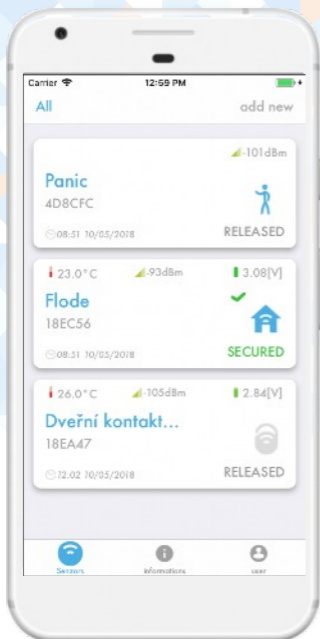 Carrier 12:59 PM
All add new
-101dBm
Panic
4D8CFC
08:51 10/05/2018 RELEASED
23.0°C -93dBm 3.08[V]
Flode
18EC56
08:51 10/05/2018 SECURED
26.0°C -105dBm 2.84[V]
Dveřní kontakt...
18EA47
12:02 10/05/2018 RELEASED
Senzors informations user